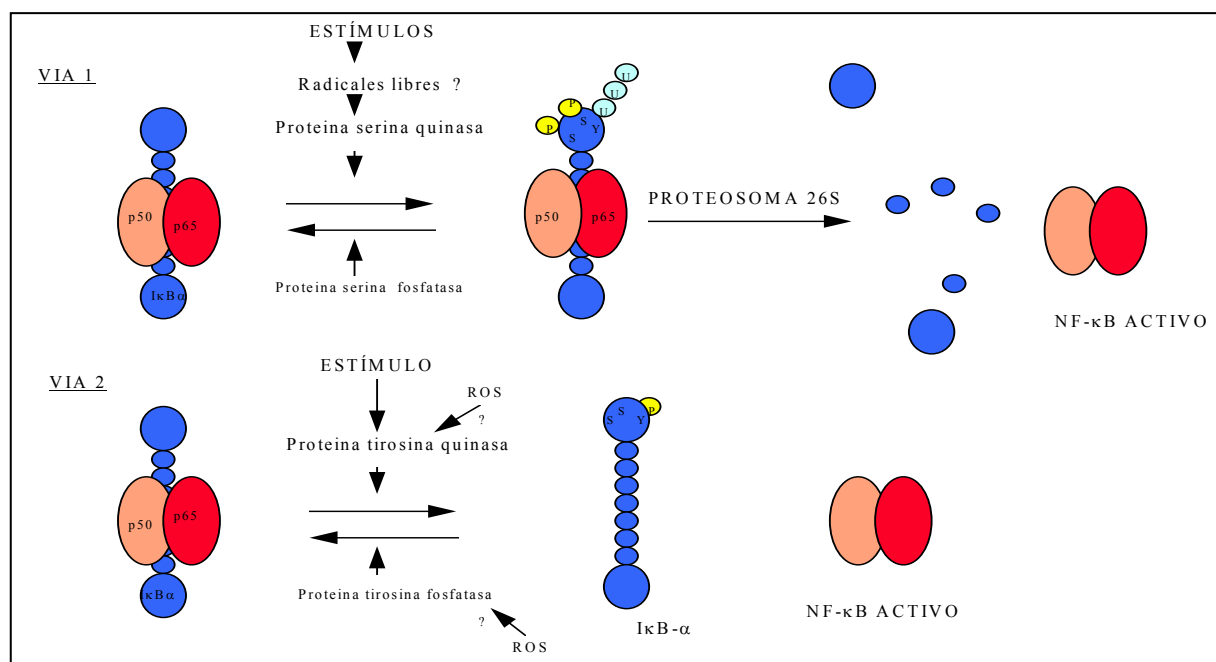 ESTÍMULOS
VIA 1
Radicales libres ?
Proteina serina quinasa
p50
p65
IκBα
Proteina serina fosfatasa
P
P
S
S
Y
U
U
U
p50
p65
PROTEOSOMA 26S
NF-κB ACTIVO
VIA 2
ESTÍMULO
ROS
?
Proteina tirosina quinasa
p50
p65
IκBα
Proteina tirosina fosfatasa
?
ROS
S
S
Y
P
IκB-α
NF-κB ACTIVO